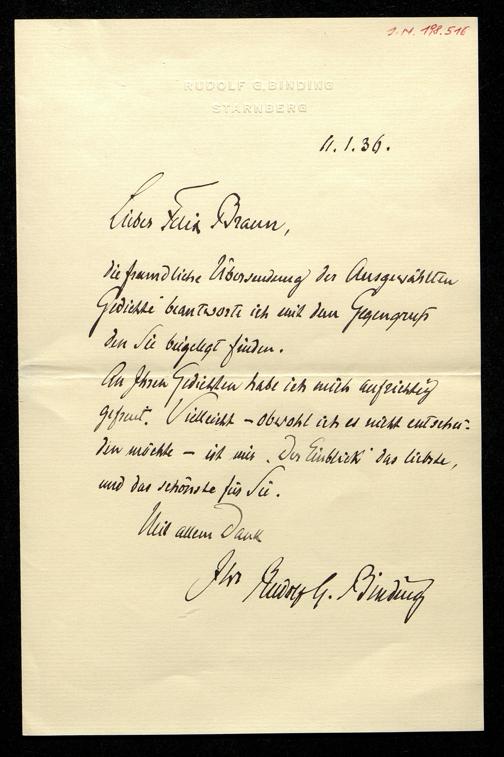 I.N. 198.516
RUDOLF G. BINDING
STARNBERG
11.1.36.
Lieber Felix Braun,
die freundliche Übersendung der Ausgewählten
Gedichte beantworte ich mit dem Gegengruß
den Sie beigelegt finden.
An Ihren Gedichten habe ich mich aufrichtig
gefreut. Vielleicht – obwohl ich es nicht entschei-
den möchte – ist mir „Der Einblick“ das liebste,
und das schönste für Sie.
Mit allem Dank
Ihr Rudolf G. Binding